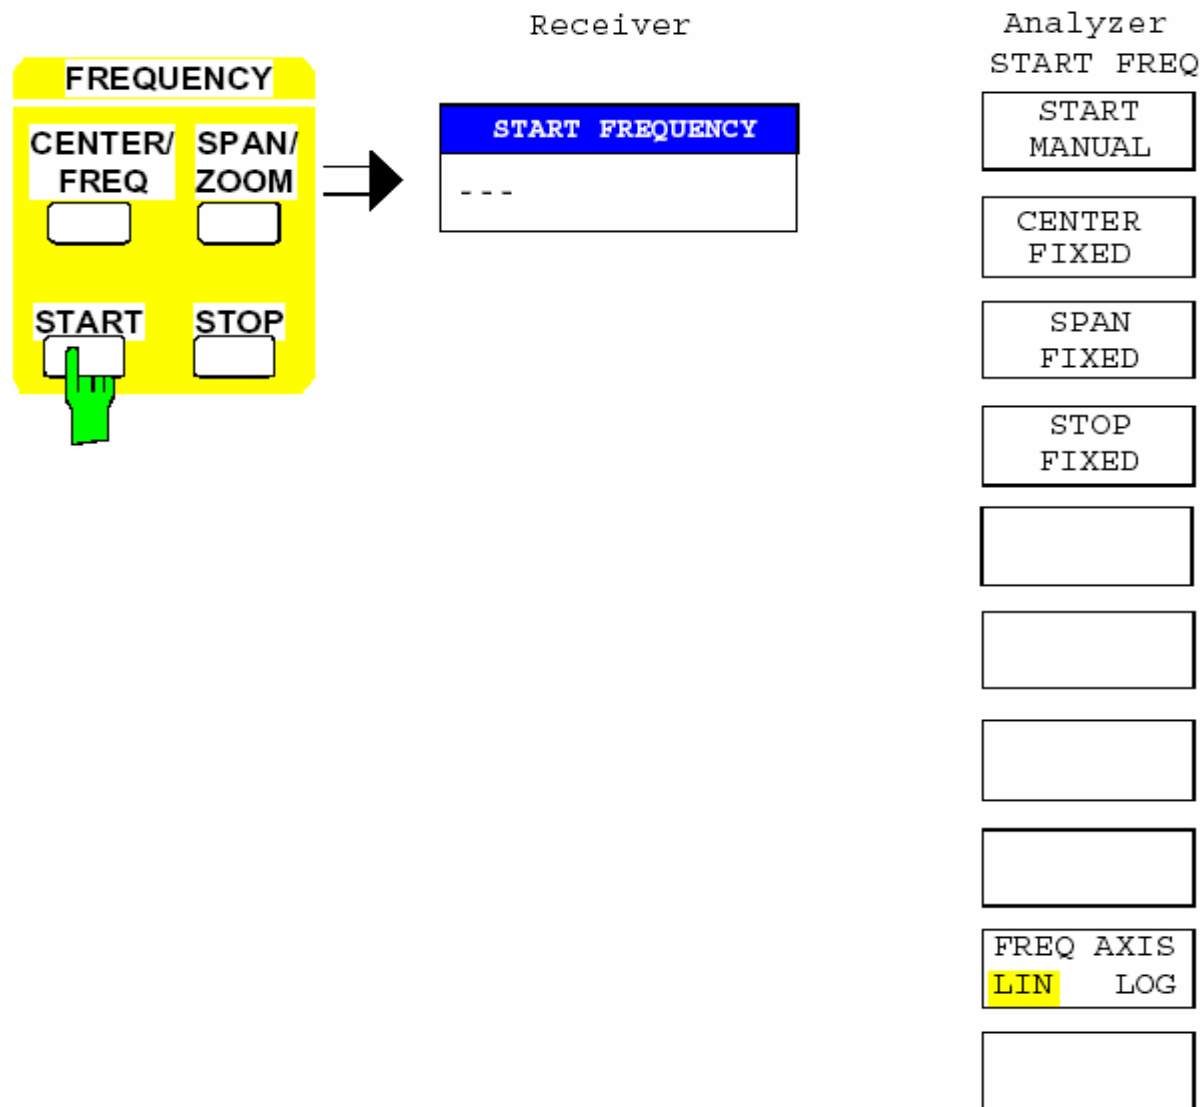 Receiver
Analyzer
START FREQ
FREQUENCY
CENTER/
FREQ
SPAN/
ZOOM
START
STOP
START FREQUENCY
---
START
MANUAL
CENTER
FIXED
SPAN
FIXED
STOP
FIXED
FREQ AXIS
LIN LOG